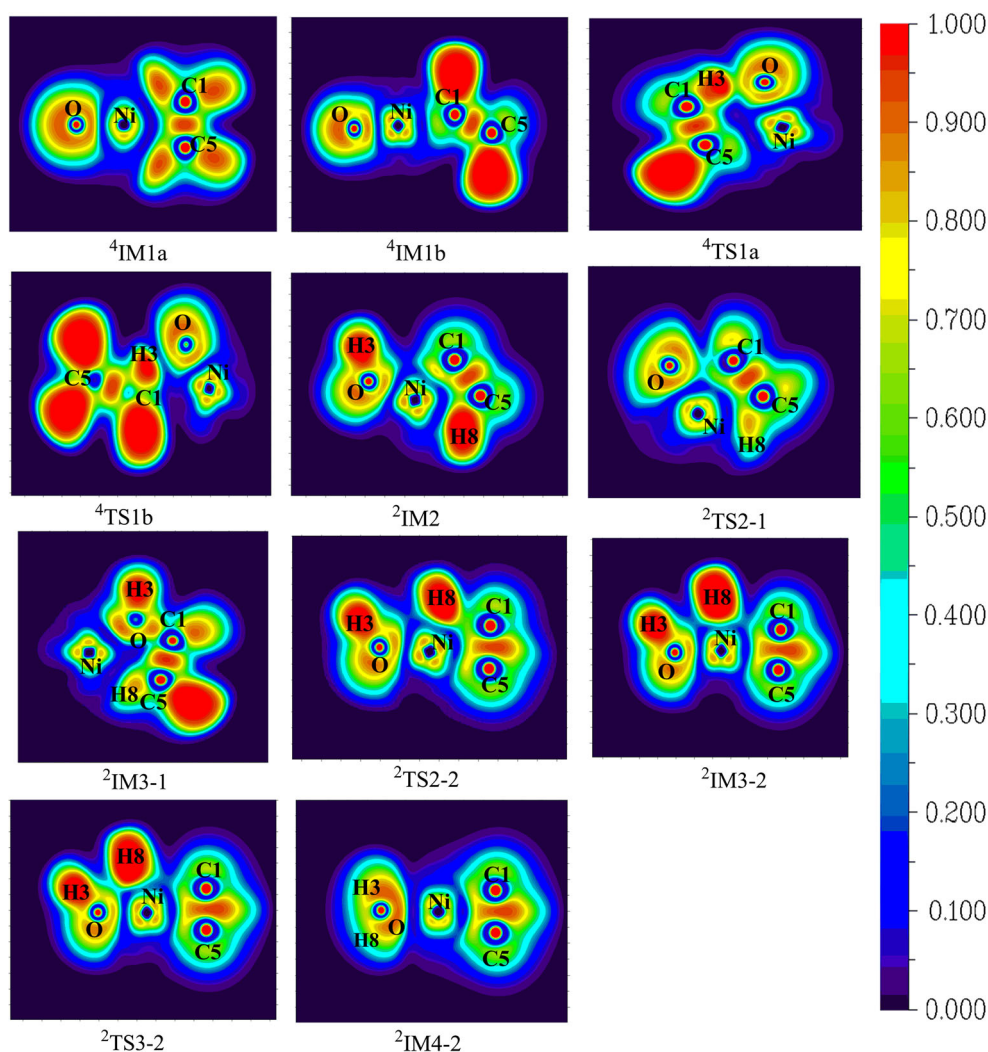 O Ni C1 C5
⁴IM1a
O Ni C1 C5
⁴IM1b
C1 H3 O C5 Ni
⁴TS1a
C5 H3 O C1 Ni
⁴TS1b
H3 C1 O Ni C5 H8
²IM2
O C1 C5 Ni H8
²TS2-1
H3 C1 O Ni H8 C5
²IM3-1
H3 H8 C1 O Ni C5
²TS2-2
H3 H8 C1 O Ni C5
²IM3-2
H3 H8 C1 O Ni C5
²TS3-2
H3 C1 Ni O H8 C5
²IM4-2
1.000
0.900
0.800
0.700
0.600
0.500
0.400
0.300
0.200
0.100
0.000